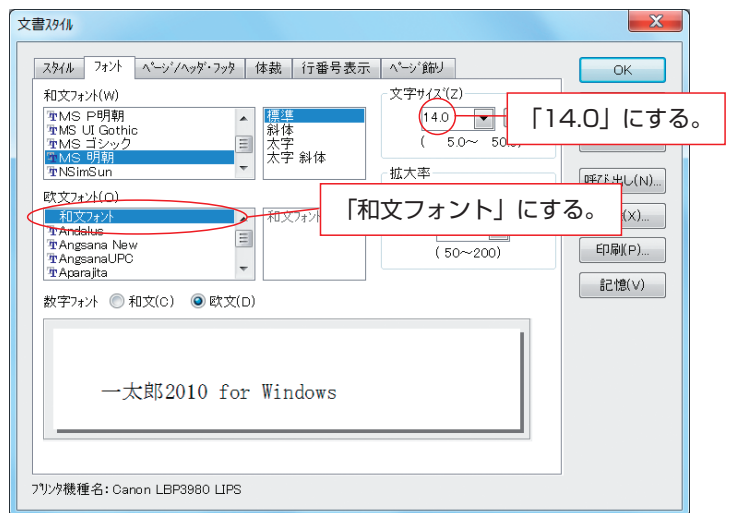 文書スタイル
スタイル フォント ページ/ヘッダ・フッタ 体裁 行番号表示 ページ飾り
OK
和文フォント(W)
MS P明朝
MS UI Gothic
MS ゴシック
MS 明朝
NSimSun
標準
斜体
太字
太字 斜体
文字サイズ(Z)
14.0
( 5.0～ 50.0)
「14.0」にする。
拡大率
呼び出し(N)...
欧文フォント(O)
和文フォント
Andalus
Angsana New
AngsanaUPC
Aparajita
和文フォント
「和文フォント」にする。
(50～200)
(X)...
印刷(P)...
記憶(V)
数字フォント 和文(C) 欧文(D)
一太郎2010 for Windows
プリンタ機種名: Canon LBP3980 LIPS